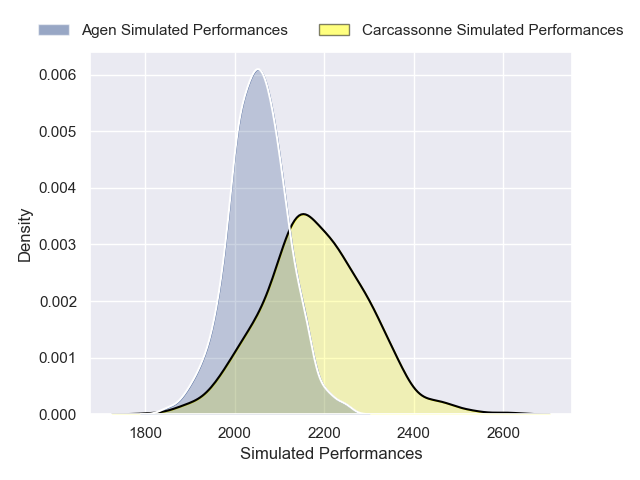 Agen Simulated Performances Carcassonne Simulated Performances
0.006
0.005
0.004
0.003
0.002
0.001
0.000
Density
1800 2000 2200 2400 2600
Simulated Performances